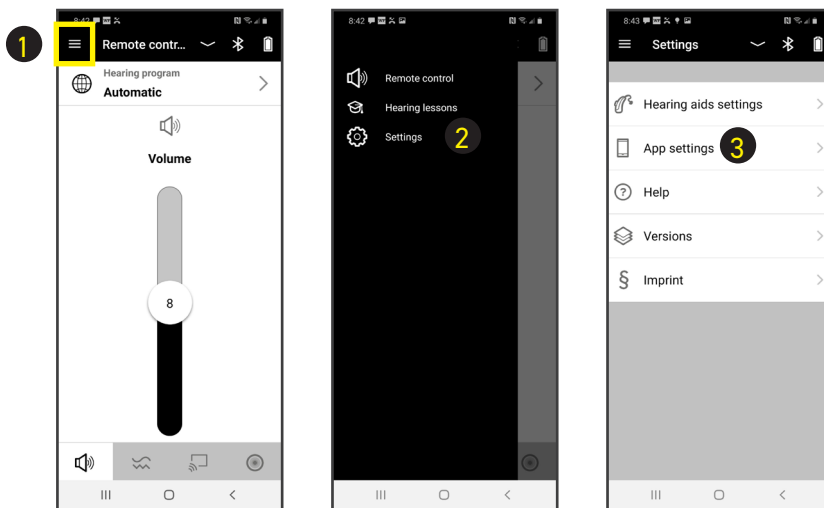 1
8:42
Remote contr...
Hearing program
Automatic
Volume
8
8:42
Remote control
Hearing lessons
Settings
2
8:43
Settings
Hearing aids settings
App settings
3
Help
Versions
Imprint